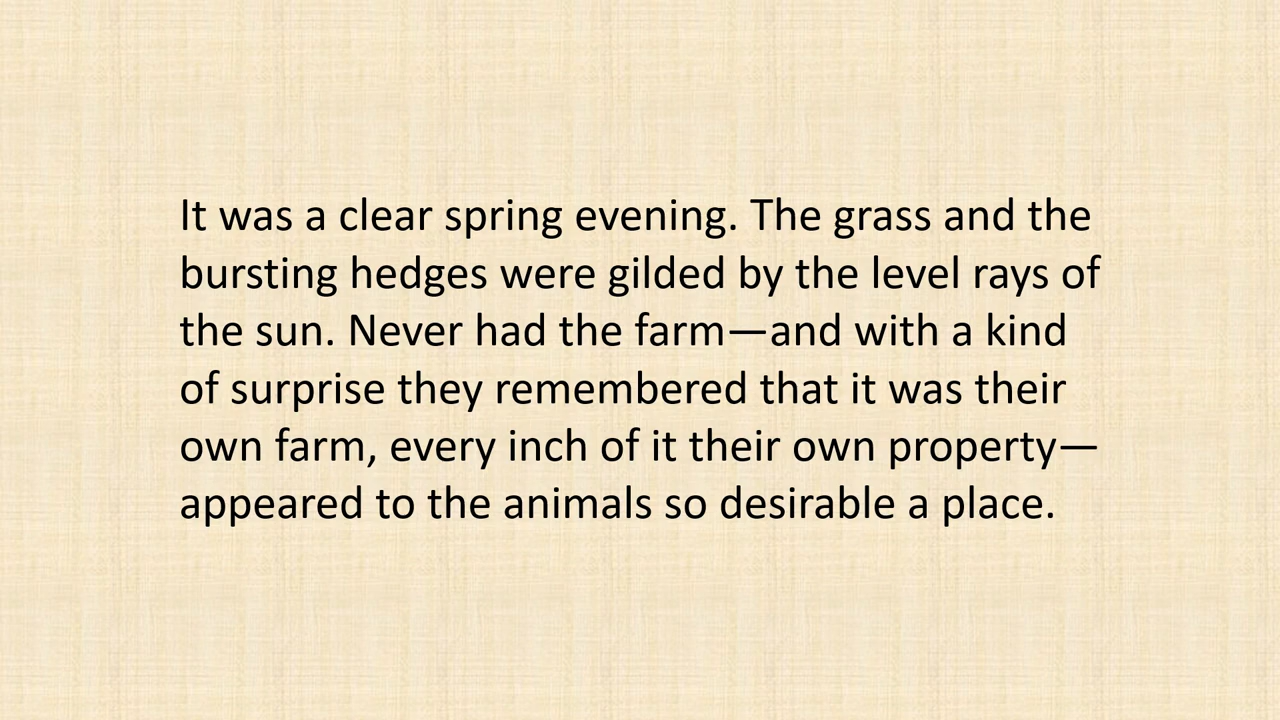 It was a clear spring evening. The grass and the
bursting hedges were gilded by the level rays of
the sun. Never had the farm—and with a kind
of surprise they remembered that it was their
own farm, every inch of it their own property—
appeared to the animals so desirable a place.